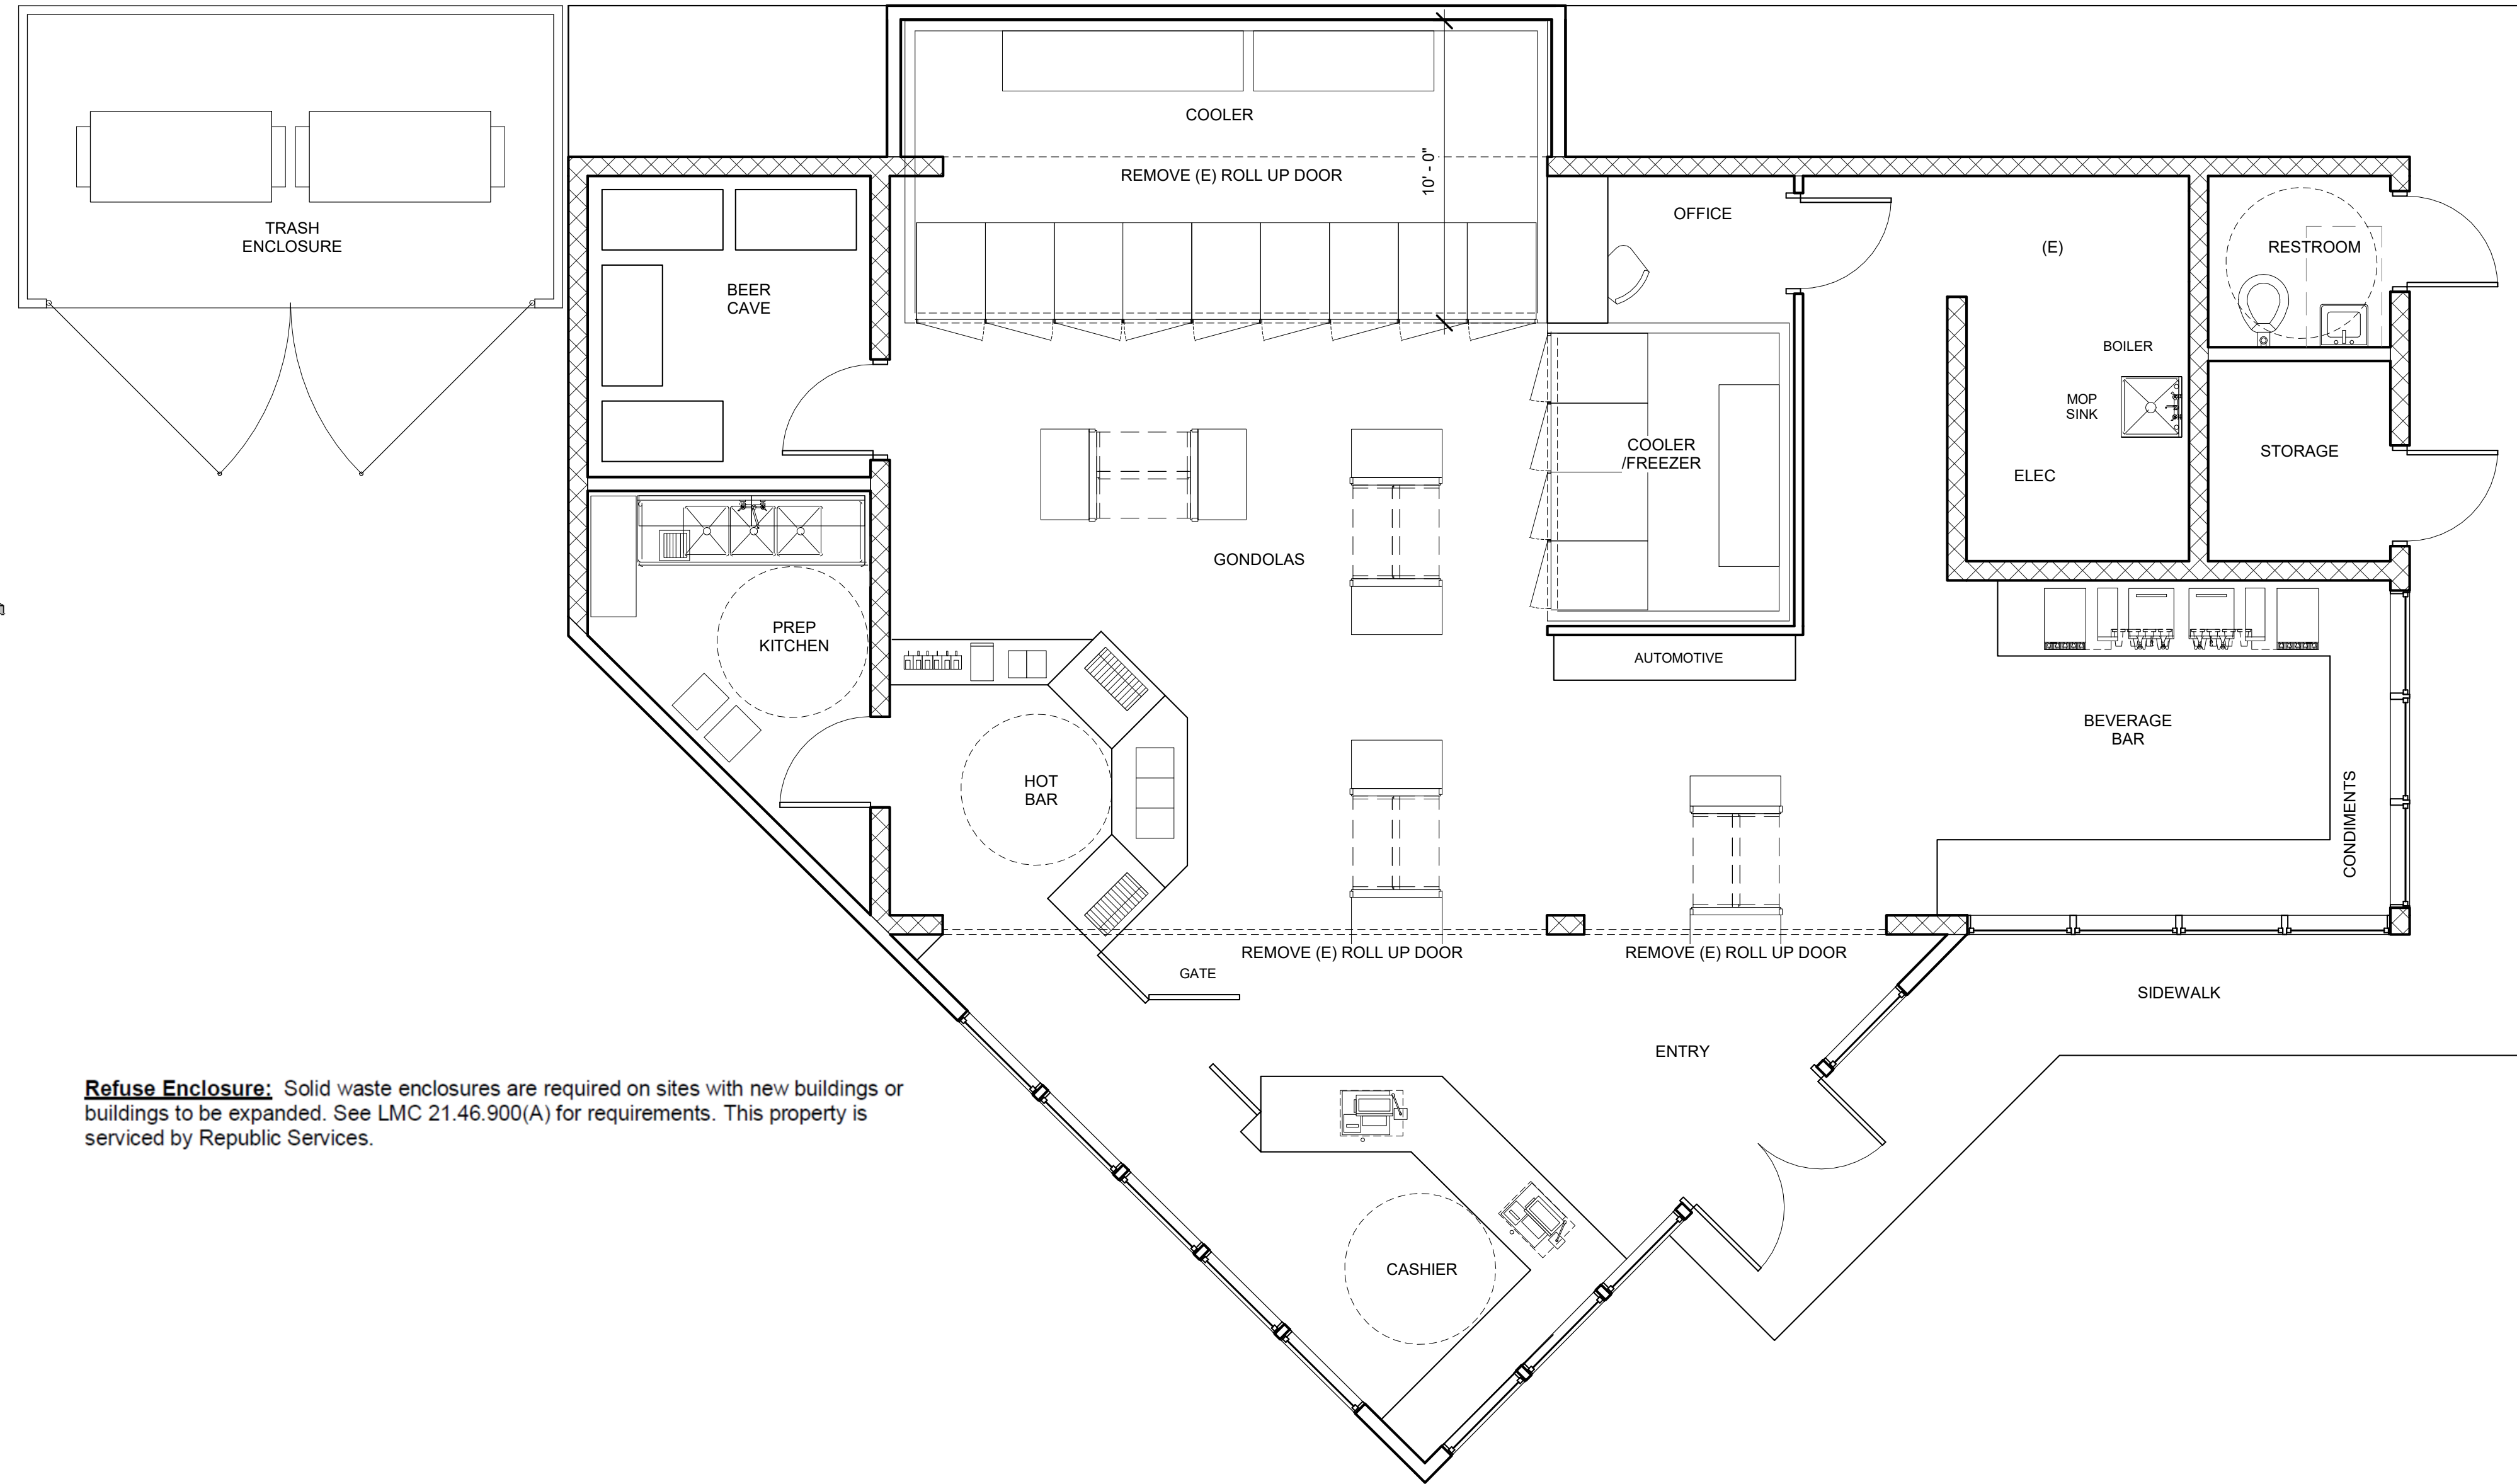 COOLER
REMOVE (E) ROLL UP DOOR
10' - 0"
TRASH
ENCLOSURE
OFFICE
(E)
RESTROOM
BEER
CAVE
BOILER
MOP
SINK
COOLER
/FREEZER
STORAGE
ELEC
GONDOLAS
PREP
KITCHEN
AUTOMOTIVE
BEVERAGE
BAR
HOT
BAR
CONDIMENTS
REMOVE (E) ROLL UP DOOR
REMOVE (E) ROLL UP DOOR
GATE
SIDEWALK
ENTRY
Refuse Enclosure: Solid waste enclosures are required on sites with new buildings or
buildings to be expanded. See LMC 21.46.900(A) for requirements. This property is
serviced by Republic Services.
CASHIER